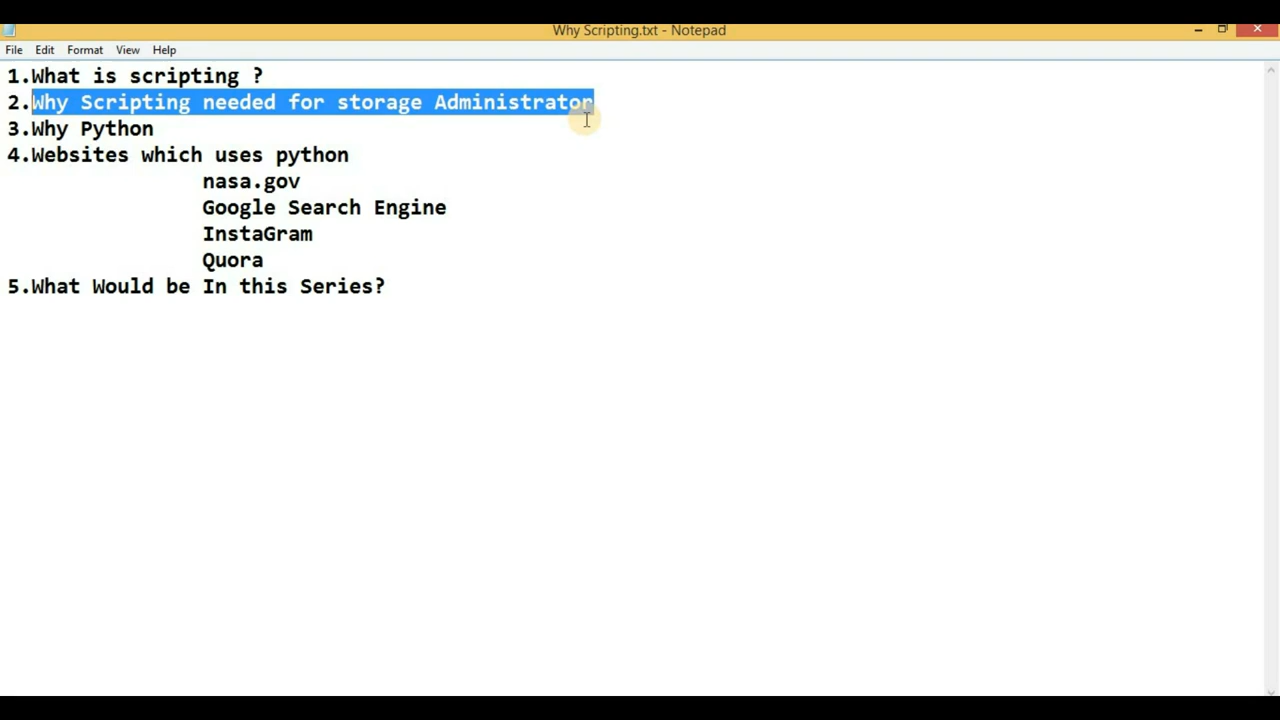 Why Scripting.txt - Notepad
File Edit Format View Help
1.What is scripting ?
2.Why Scripting needed for storage Administrator
3.Why Python
4.Websites which uses python
nasa.gov
Google Search Engine
InstaGram
Quora
5.What Would be In this Series?